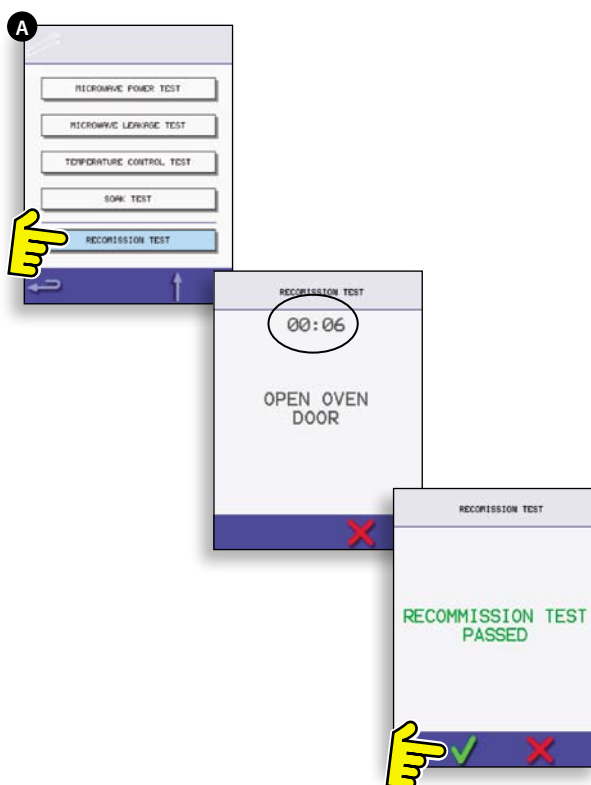 A
MICROWAVE POWER TEST
MICROWAVE LEAKAGE TEST
TEMPERATURE CONTROL TEST
SOAK TEST
RECOMISSION TEST
RECOMISSION TEST
00:06
OPEN OVEN
DOOR
RECOMISSION TEST
RECOMMISSION TEST
PASSED